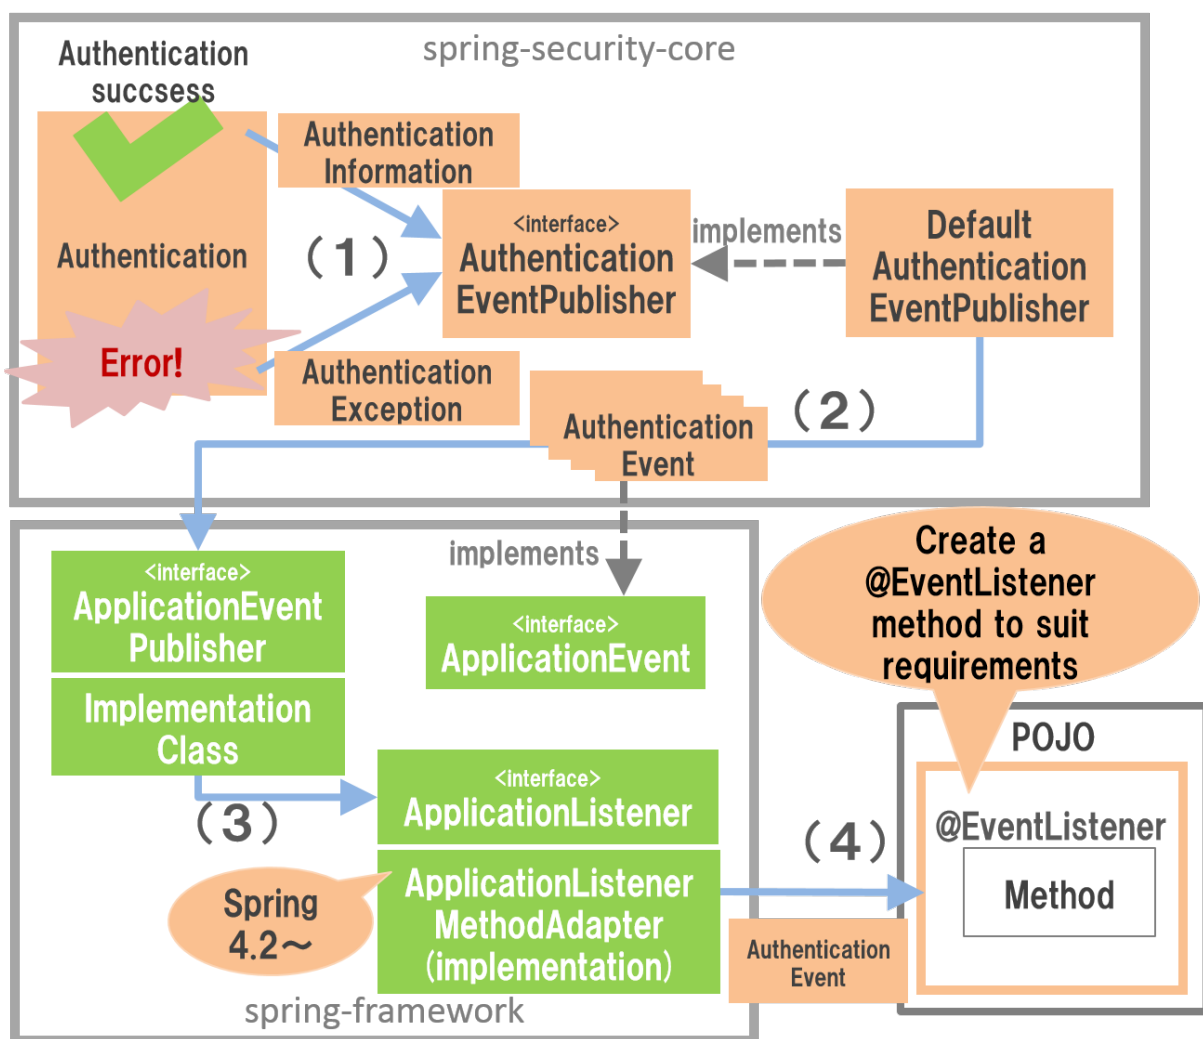 spring-security-core
Authentication
succsess
Authentication
Information
Authentication
(1)
<interface>
Authentication
EventPublisher
implements
Default
Authentication
EventPublisher
Error!
Authentication
Exception
Authentication
Event
(2)
implements
<interface>
ApplicationEvent
Publisher
Implementation
Class
<interface>
ApplicationEvent
Create a
@EventListener
method to suit
requirements
(3)
<interface>
ApplicationListener
ApplicationListener
MethodAdapter
(implementation)
Spring
4.2~
(4)
Authentication
Event
POJO
@EventListener
Method
spring-framework